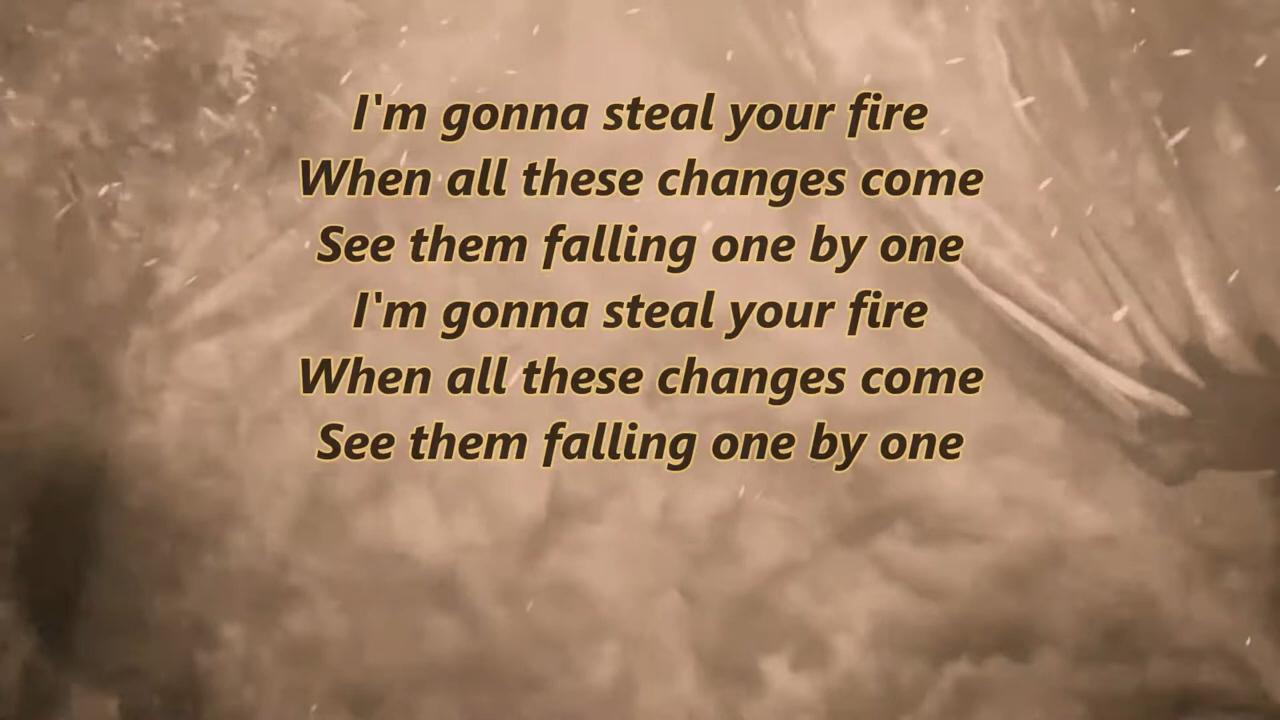 I'm gonna steal your fire
When all these changes come
See them falling one by one
I'm gonna steal your fire
When all these changes come
See them falling one by one